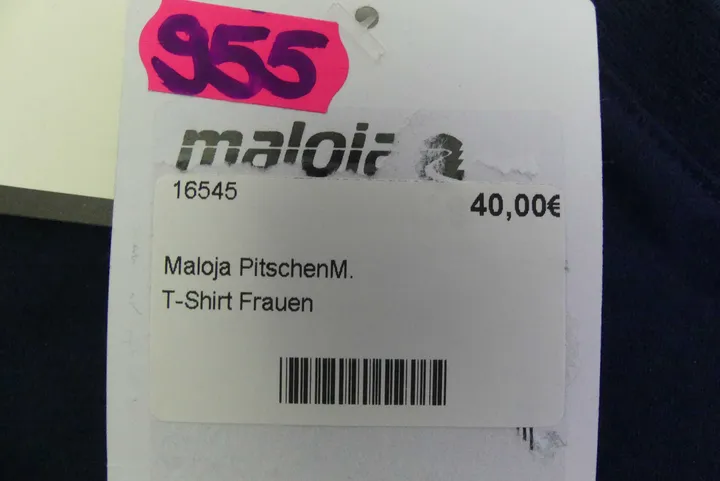 955
maloja
16545
40,00€
Maloja PitschenM.
T-Shirt Frauen